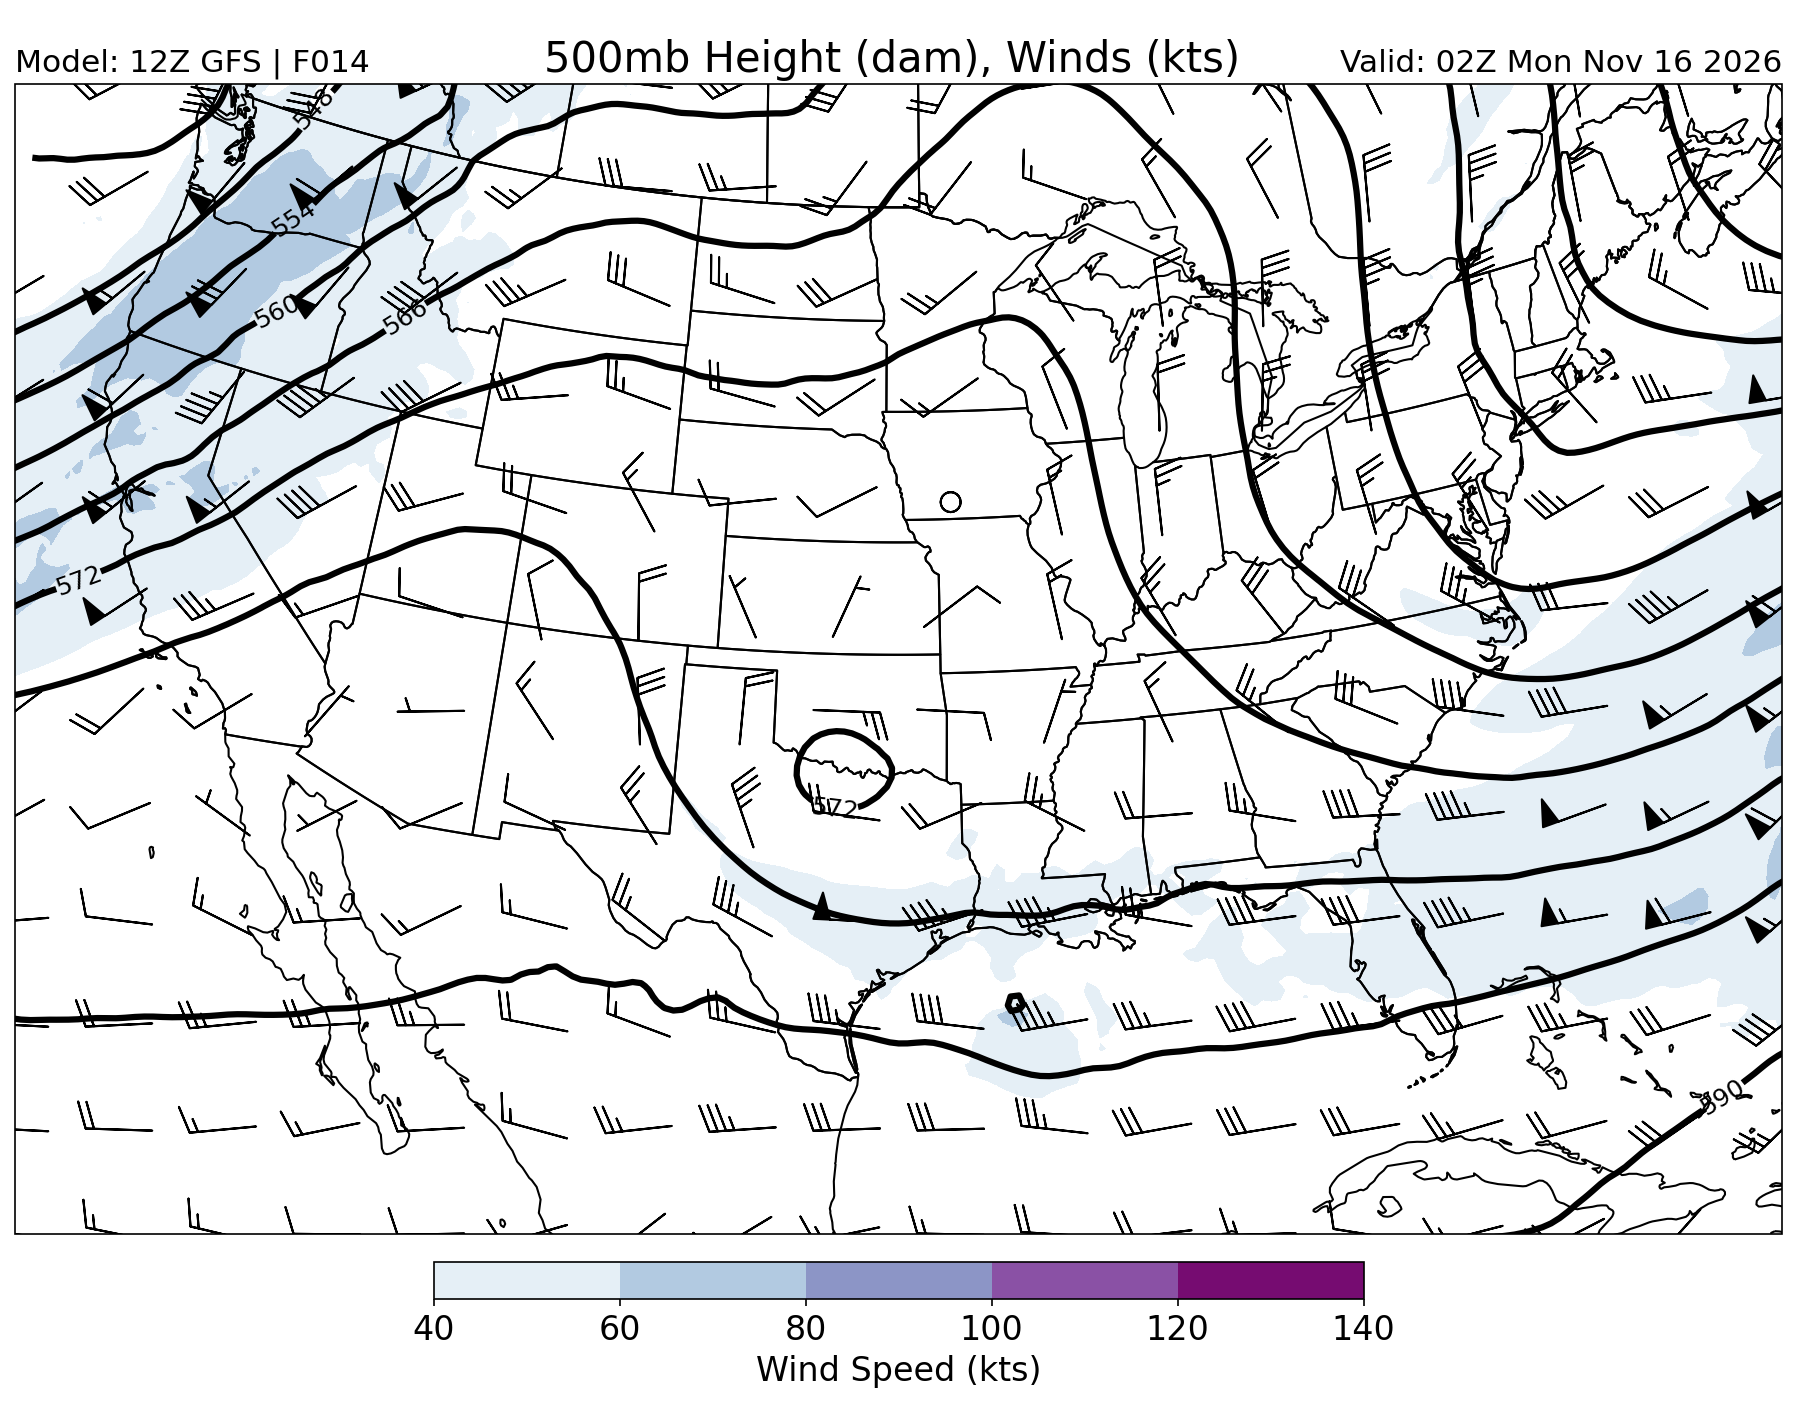 500mb Height (dam), Winds (kts)
Model: 12Z GFS | F014
Valid: 02Z Mon Nov 16 2026
548
554
560
566
572
572
590
40 60 80 100 120 140
Wind Speed (kts)